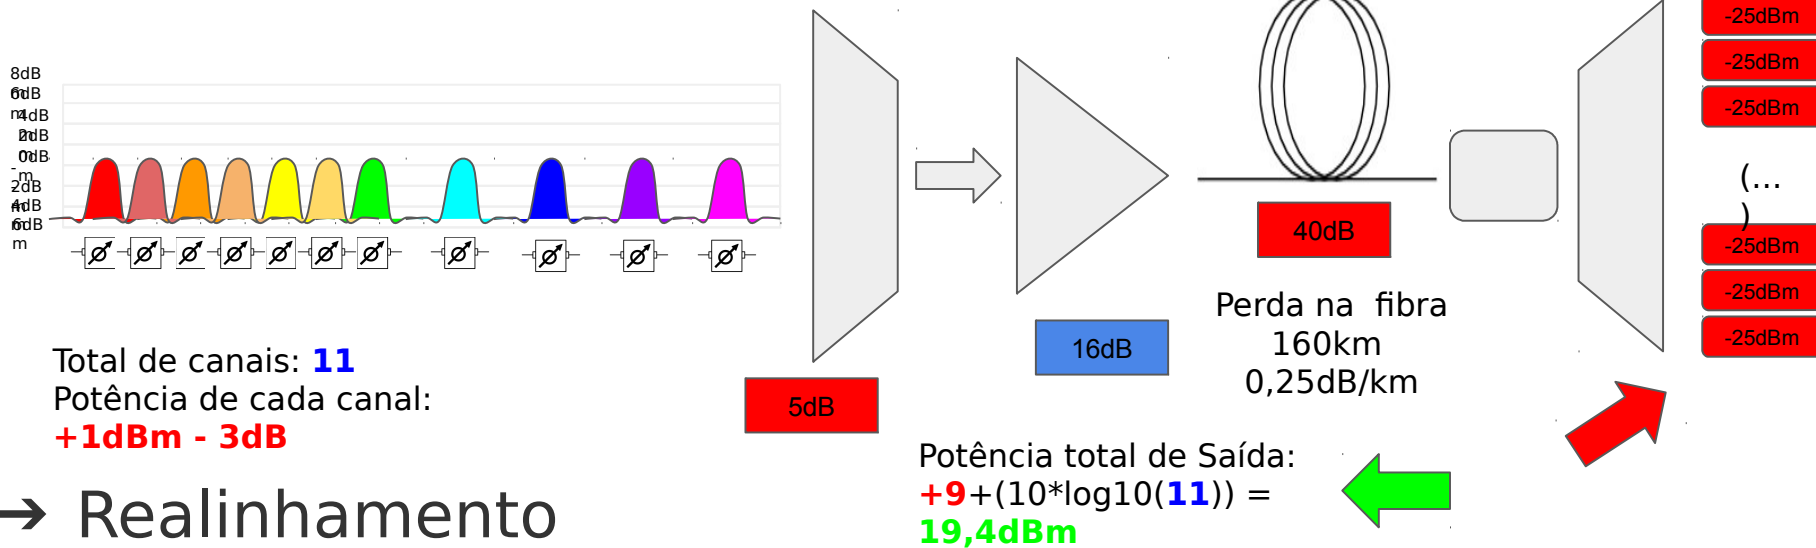 8dB
m
6dB
m
4dB
m
2dB
m
0dB
m
-
2dB
m
-
4dB
m
-
6dB
m
Total de canais: 11
Potência de cada canal:
+1dBm - 3dB
➔ Realinhamento
5dB
16dB
40dB
Perda na fibra
160km
0,25dB/km
Potência total de Saída:
+9+(10*log10(11)) =
19,4dBm
-25dBm
-25dBm
-25dBm
(...
)
-25dBm
-25dBm
-25dBm